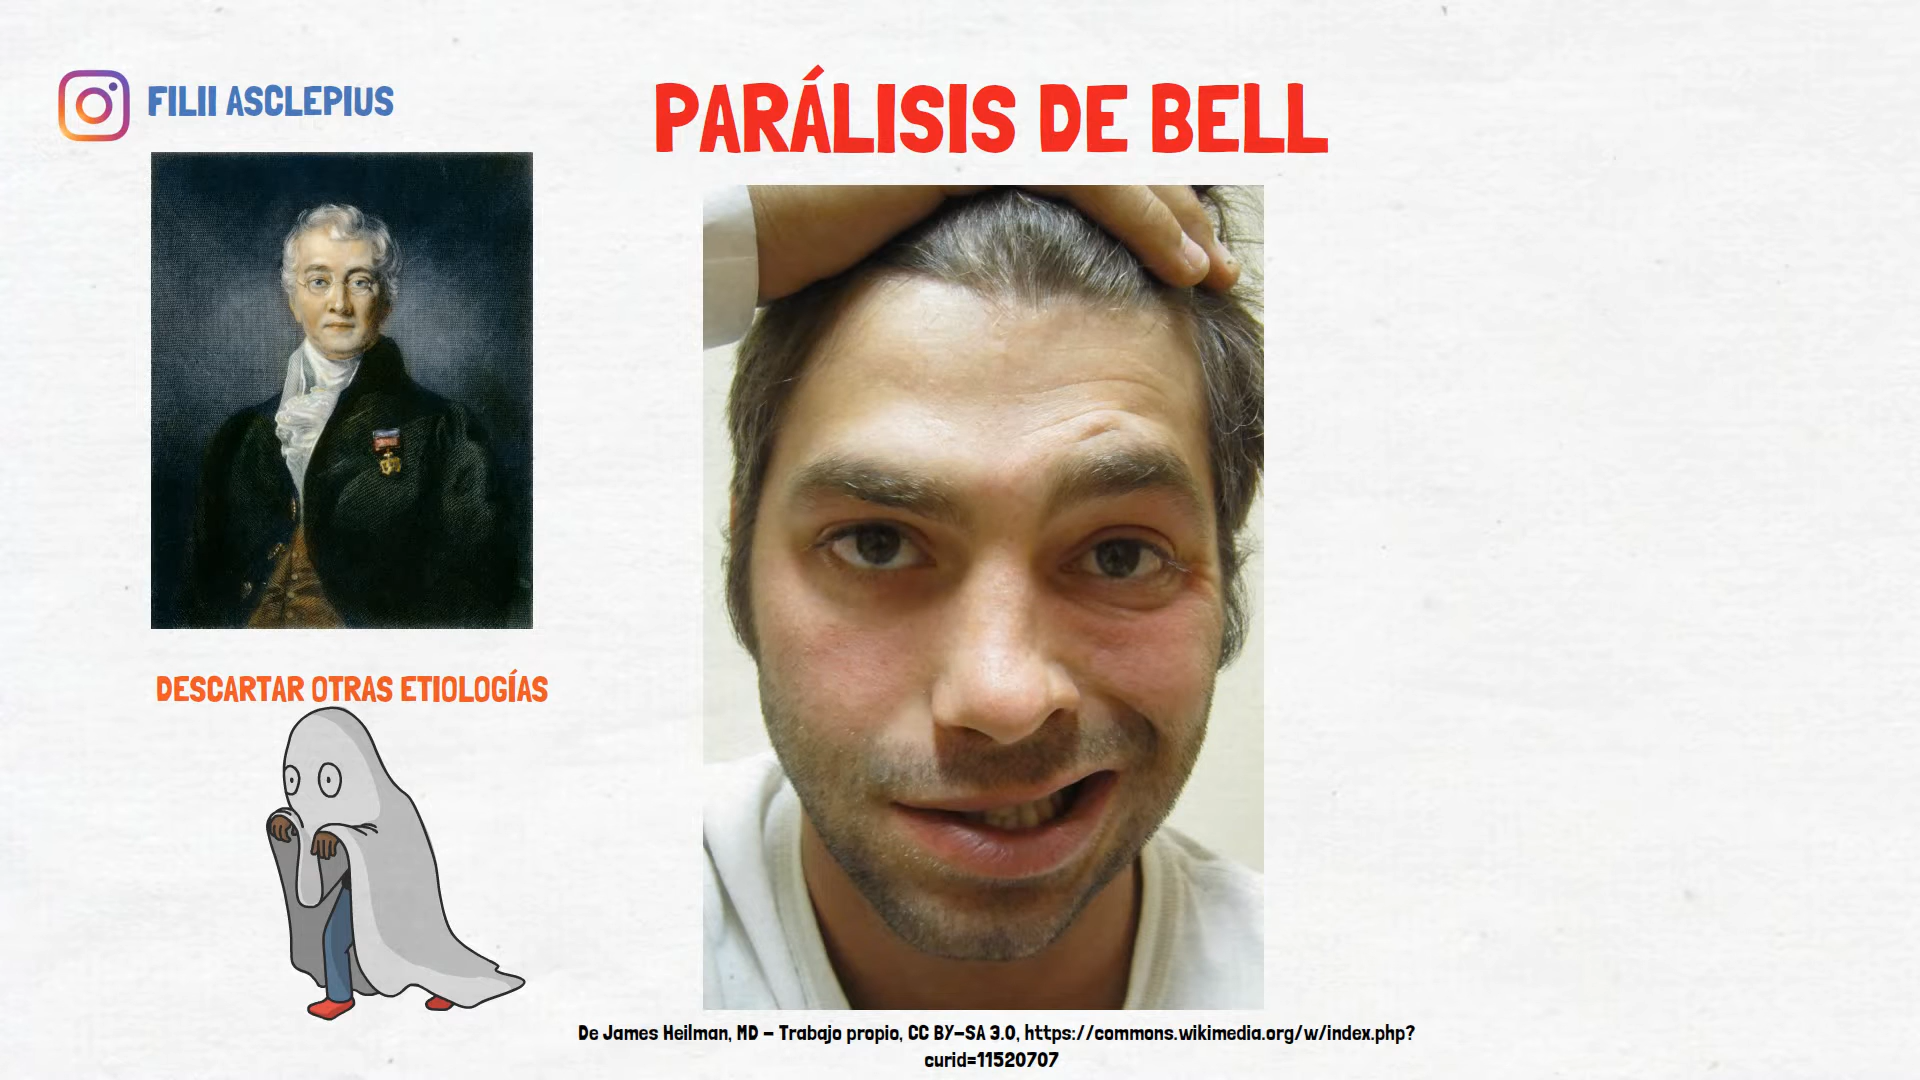 FILII ASCLEPIUS
PARÁLISIS DE BELL
DESCARTAR OTRAS ETIOLOGÍAS
De James Heilman, MD – Trabajo propio, CC BY-SA 3.0, https://commons.wikimedia.org/w/index.php?
curid=11520707